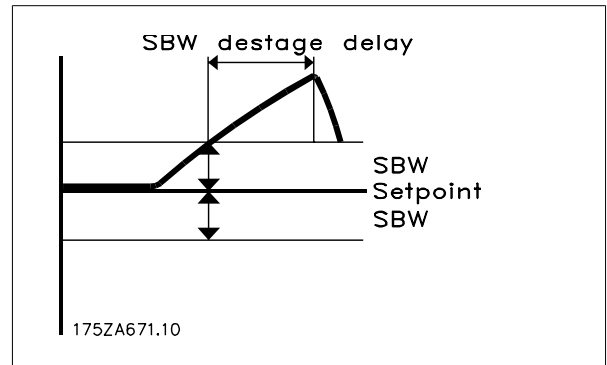 SBW destage delay
SBW
Setpoint
SBW
175ZA671.10